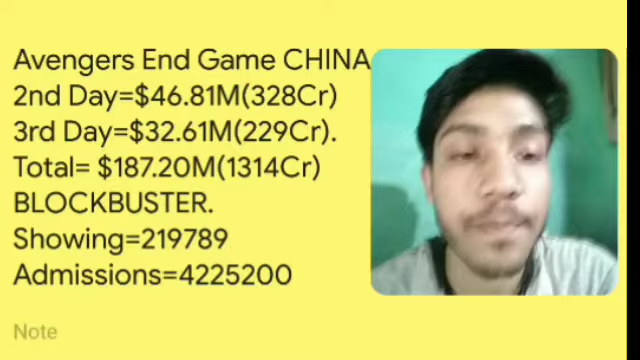 Avengers End Game CHINA
2nd Day=$46.81M(328Cr)
3rd Day=$32.61M(229Cr).
Total= $187.20M(1314Cr)
BLOCKBUSTER.
Showing=219789
Admissions=4225200
Note